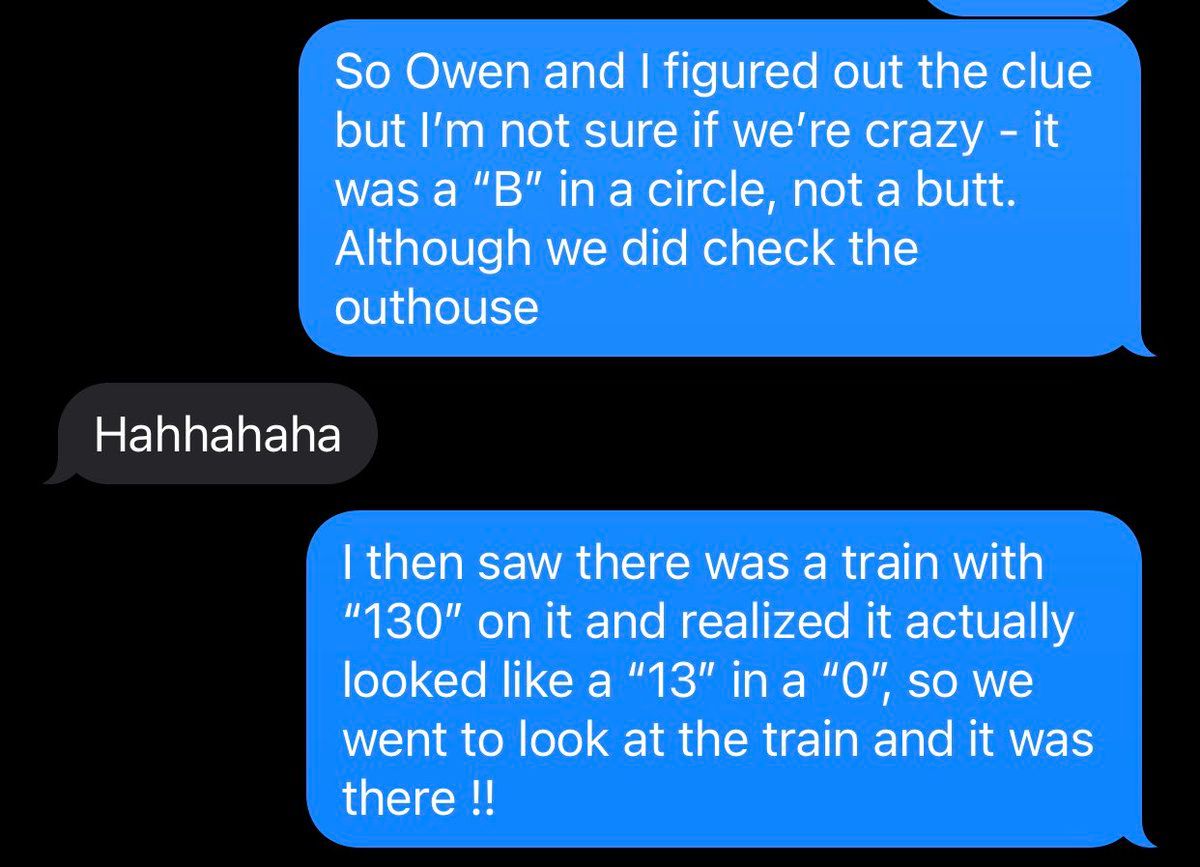 So Owen and I figured out the clue
but I’m not sure if we’re crazy - it
was a “B” in a circle, not a butt.
Although we did check the
outhouse
Hahhahaha
I then saw there was a train with
“130” on it and realized it actually
looked like a “13” in a “0”, so we
went to look at the train and it was
there !!